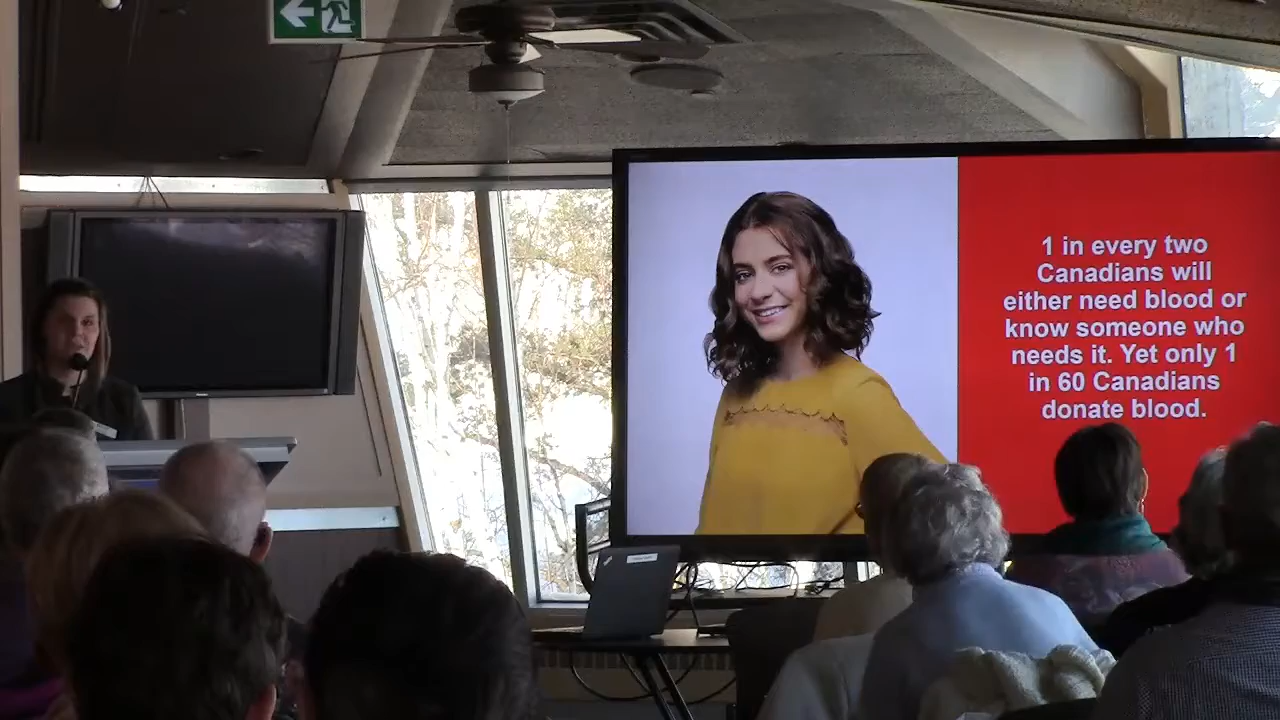 1 in every two
Canadians will
either need blood or
know someone who
needs it. Yet only 1
in 60 Canadians
donate blood.